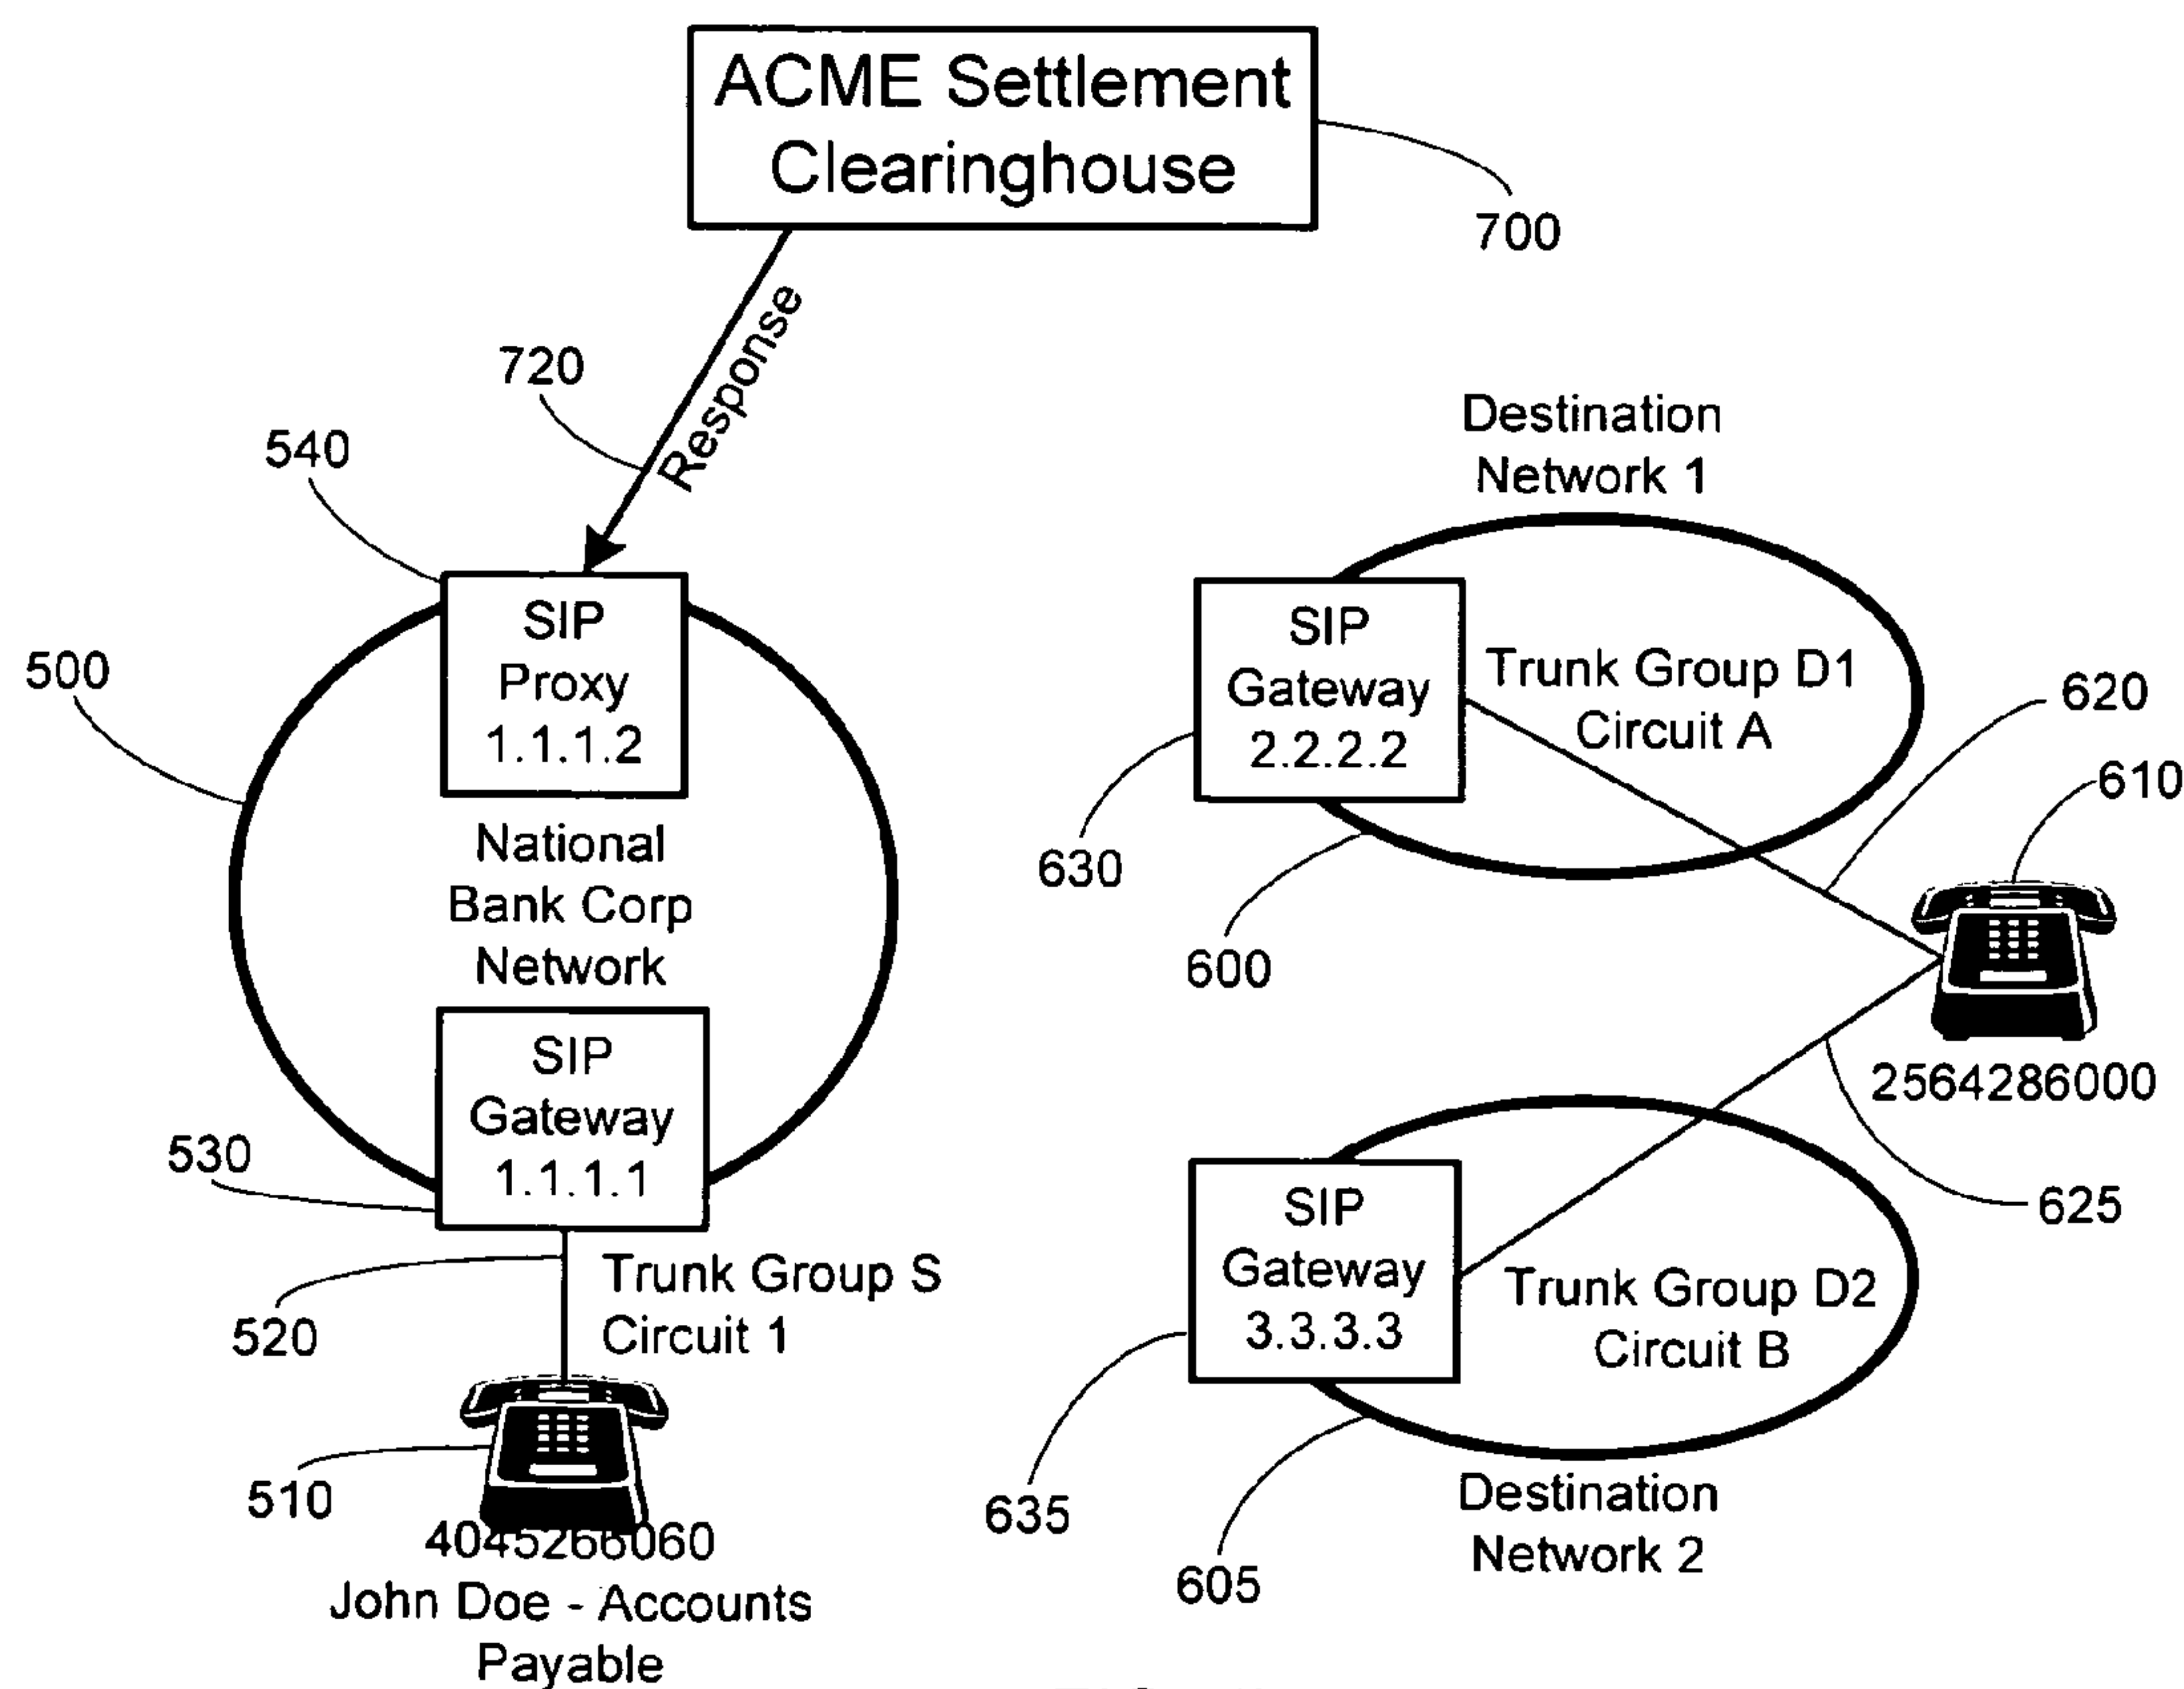 ACME Settlement
Clearinghouse
700
720
Response
540
SIP
Proxy
1.1.1.2
500
National
Bank Corp
Network
SIP
Gateway
1.1.1.1
530
520
Trunk Group S
Circuit 1
510
4045266060
John Doe - Accounts
Payable
Destination
Network 1
SIP
Gateway
2.2.2.2
Trunk Group D1
Circuit A
620
610
630
600
2564286000
SIP
Gateway
3.3.3.3
Trunk Group D2
Circuit B
625
635
605
Destination
Network 2